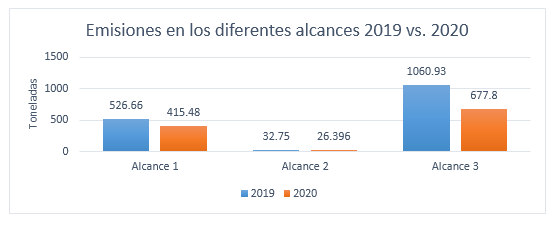 Emisiones en los diferentes alcances 2019 vs. 2020
Toneladas
1500
1000
500
0
526.66
415.48
32.75
26.396
1060.93
677.8
Alcance 1
Alcance 2
Alcance 3
2019
2020